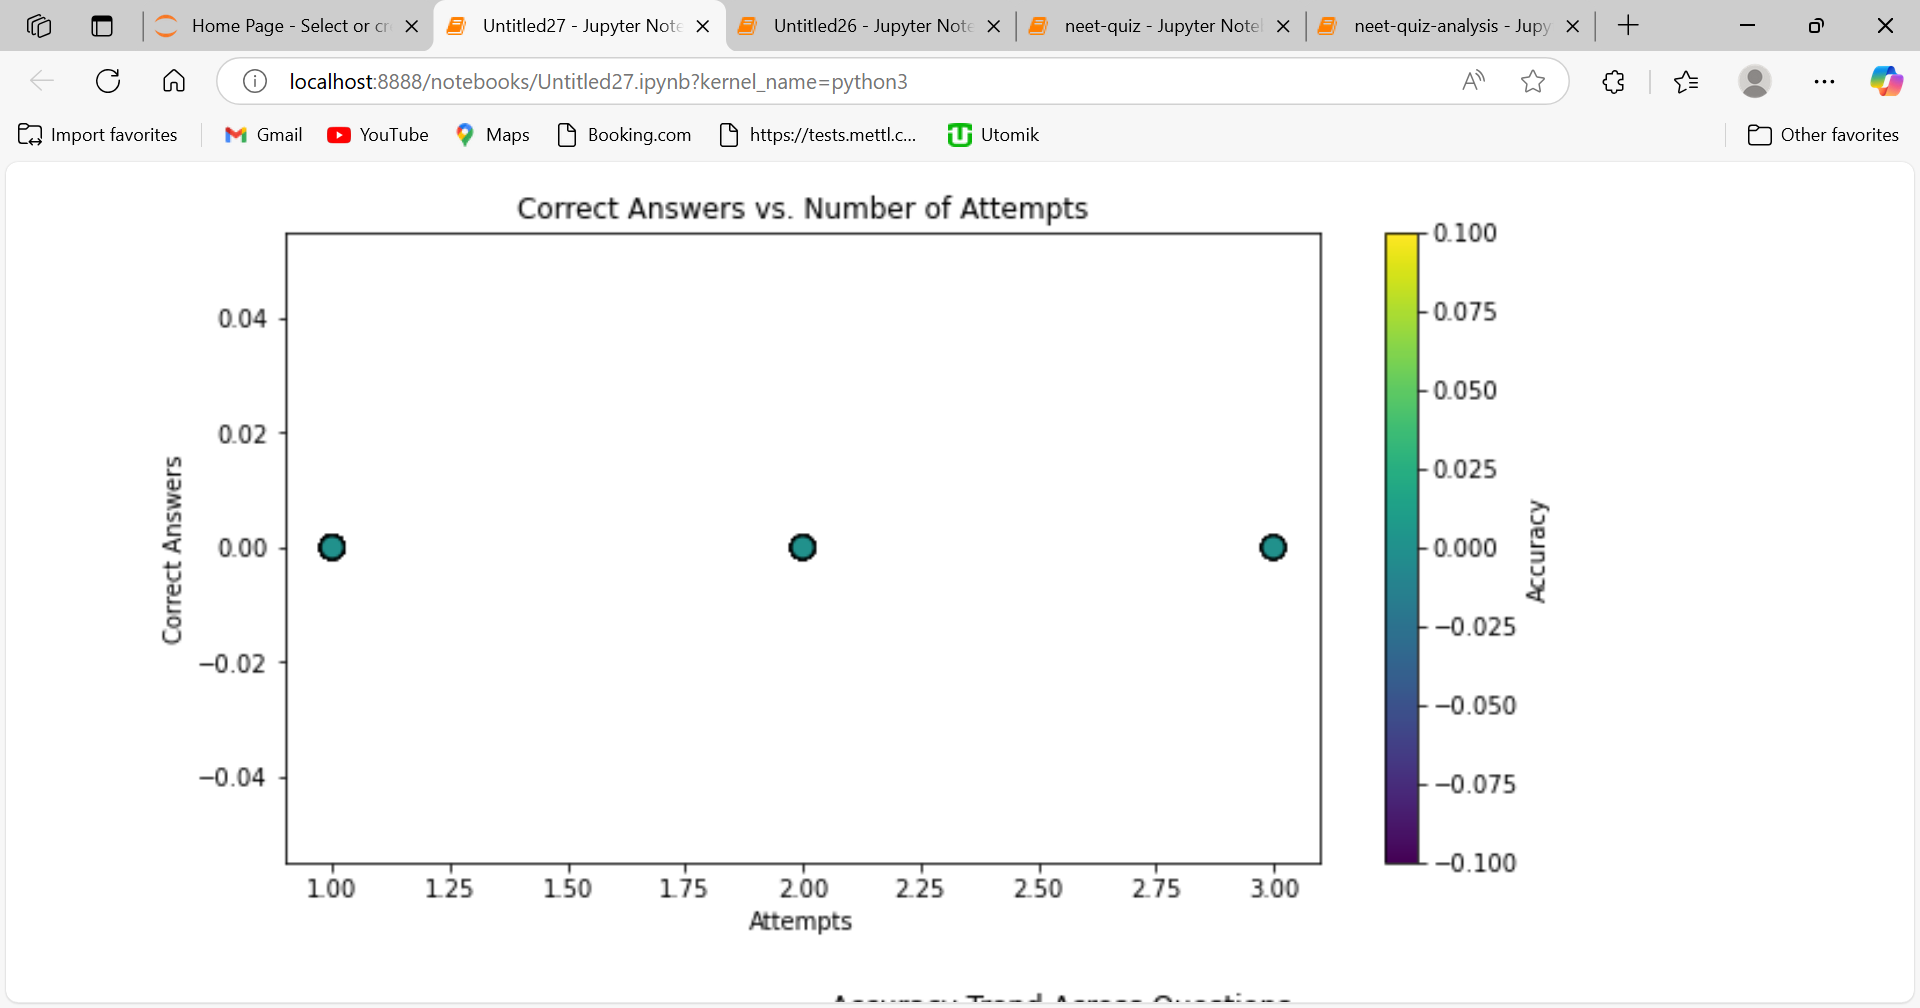 Home Page - Select or cr
Untitled27 - Jupyter Note
Untitled26 - Jupyter Note
neet-quiz - Jupyter Note
neet-quiz-analysis - Jupy
localhost:8888/notebooks/Untitled27.ipynb?kernel_name=python3
Import favorites
Gmail
YouTube
Maps
Booking.com
https://tests.mettl.c...
Utomik
Other favorites
Correct Answers vs. Number of Attempts
Correct Answers
0.04
0.02
0.00
−0.02
−0.04
1.00 1.25 1.50 1.75 2.00 2.25 2.50 2.75 3.00
Attempts
0.100
0.075
0.050
0.025
0.000
−0.025
−0.050
−0.075
−0.100
Accuracy
Accuracy Trend Across Questions